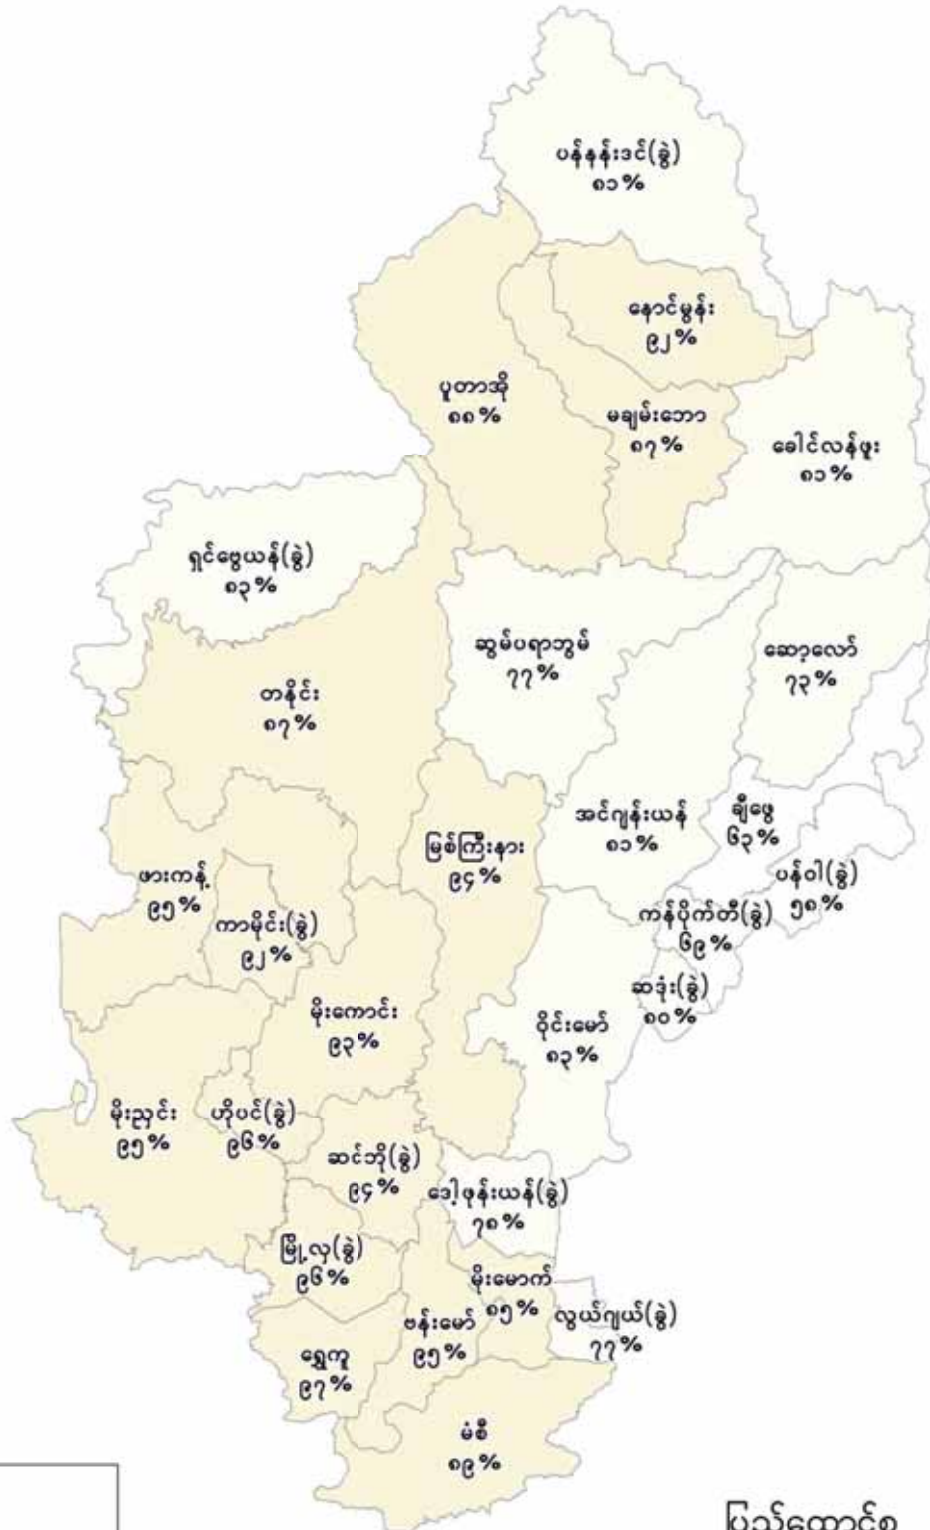 ပန်နန်းဒင်(ခွဲ)
၈၁%
နောင်မွန်း
၉၂%
ပူတာအို
၈၈%
မချမ်းဘော
၈၇%
ခေါင်လန်ဖူး
၈၁%
ရှင်ဗွေယန်(ခွဲ)
၈၃%
ဆွမ်ပရာဘွမ်
၇၇%
ဆော့လော်
၇၃%
တနိုင်း
၈၇%
အင်ဂျန်းယန်
၈၁%
ချီဖွေ
၆၃%
မြစ်ကြီးနား
၉၄%
ပန်ဝါ(ခွဲ)
၅၈%
ဖားကန့်
၉၅%
ကာမိုင်း(ခွဲ)
၉၂%
ကန်ပိုက်တီ(ခွဲ)
၆၉%
ဆဒုံး(ခွဲ)
၈၀%
မိုးကောင်း
၉၃%
ဝိုင်းမော်
၈၃%
မိုးညှင်း
၉၅%
ဟိုပင်(ခွဲ)
၉၆%
ဆင်ဘို(ခွဲ)
၉၄%
ဒေါ့ဖုန်းယန်(ခွဲ)
၇၈%
မြို့လှ(ခွဲ)
၉၆%
မိုးမောက်
၈၅%
လွယ်ဂျယ်(ခွဲ)
၇၇%
ဗန်းမော်
၉၅%
ရွှေကူ
၉၇%
မံစီ
၈၉%
ပြည်ထောင်စု